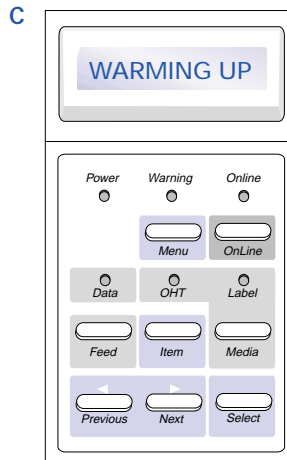 C
WARMING UP
Power Warning Online
Menu OnLine
Data OHT Label
Feed Item Media
Previous Next Select